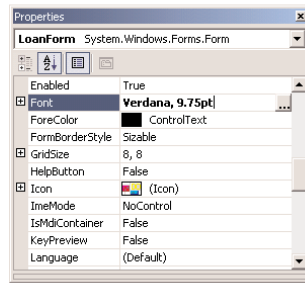 Properties
LoanForm System.Windows.Forms.Form
Enabled True
Font Verdana, 9.75pt ...
ForeColor ControlText
FormBorderStyle Sizable
GridSize 8, 8
HelpButton False
Icon (Icon)
ImeMode NoControl
IsMdiContainer False
KeyPreview False
Language (Default)